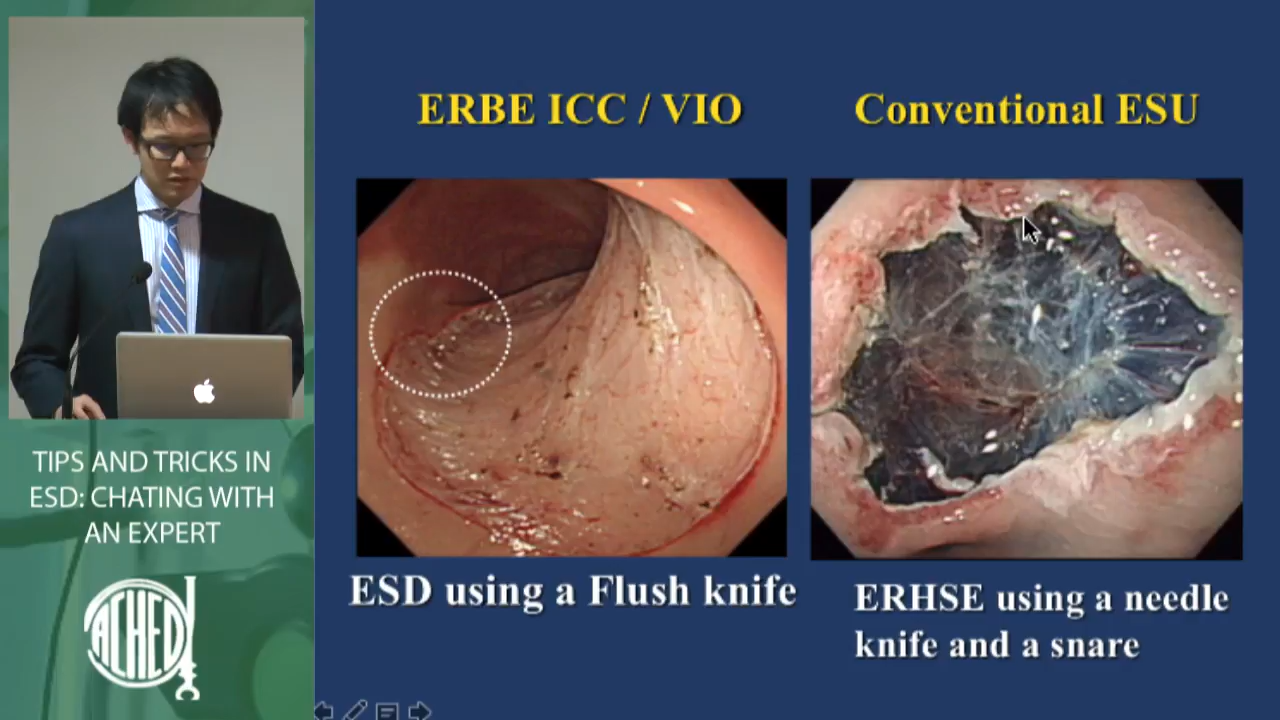 ERBE ICC / VIO
Conventional ESU
ESD using a Flush knife
ERHSE using a needle
knife and a snare
TIPS AND TRICKS IN
ESD: CHATING WITH
AN EXPERT
ACHED